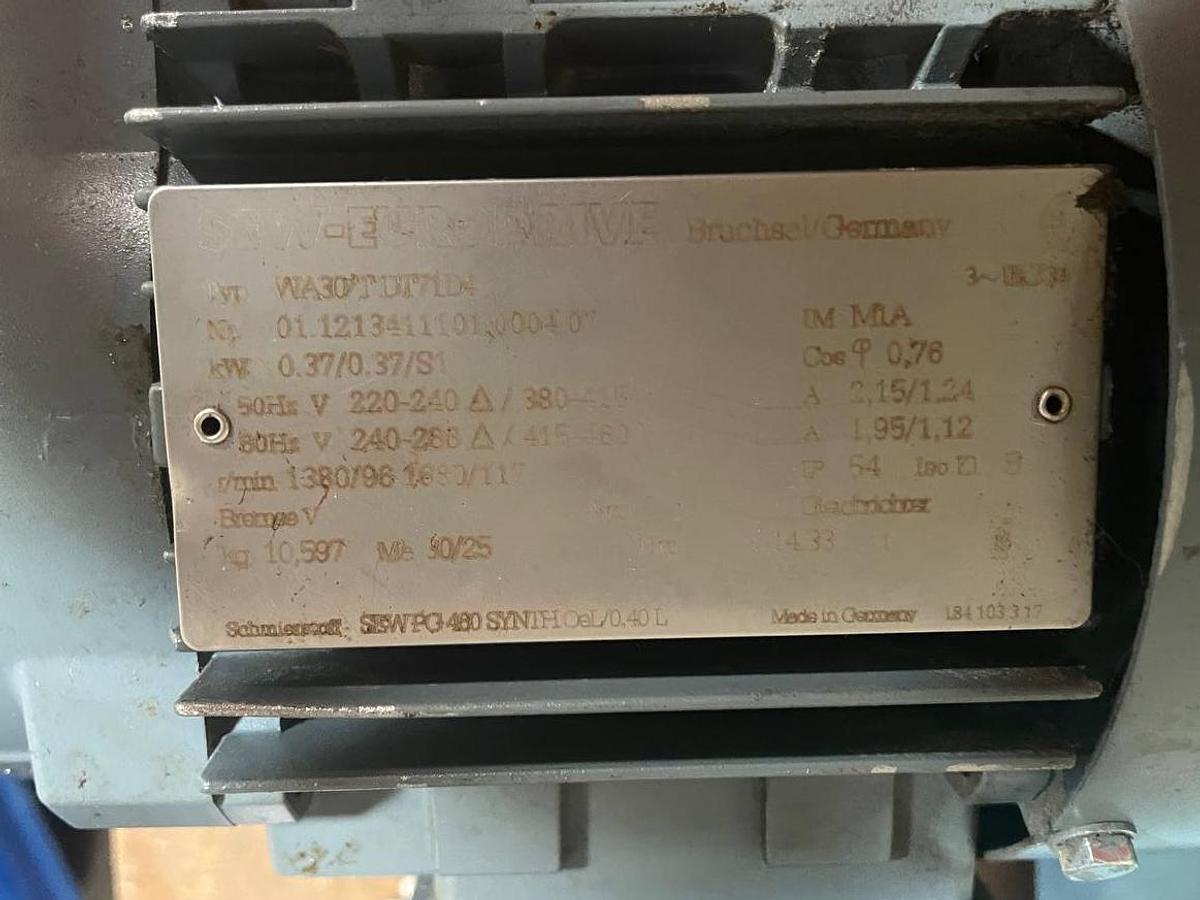 SEW-EURODRIVE Bruchsal/Germany
Typ WA30/T DT71D4 3~
Nr. 01.1213411101.0004 07 IM M1A
kW 0.37/0.37/S1 Cos φ 0,76
50Hz V 220-240 Δ / 380-415 A 2,15/1,24
60Hz V 240-266 Δ / 415-460 A 1,95/1,12
r/min 1380/96 1680/117 IP 54 Iso Kl
Bremse V Gleichrichter
kg 10,597 30/25 14.33
Schmierstoff SEW PG 460 SYNTH OeL/0,40 L Made in Germany 184 103 3.17